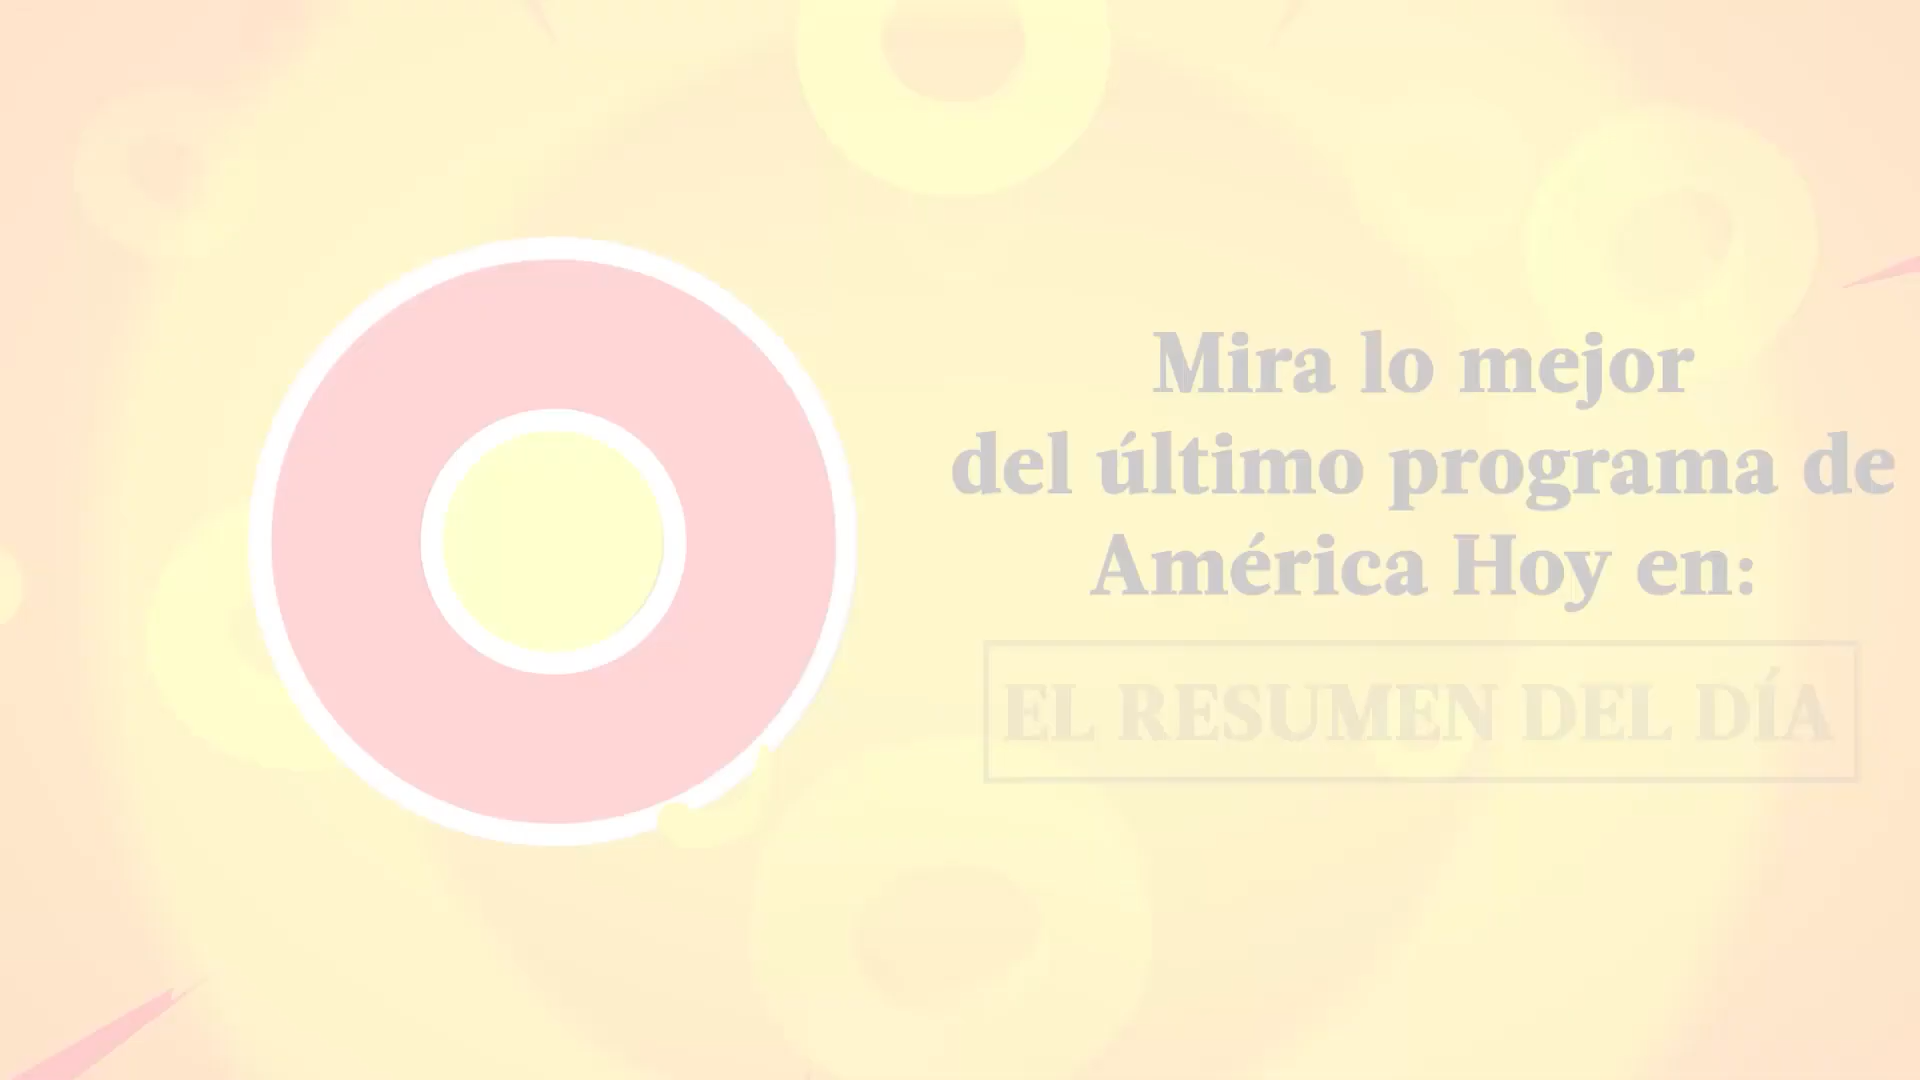 Mira lo mejor
del último programa de
América Hoy en:
EL RESUMEN DEL DÍA